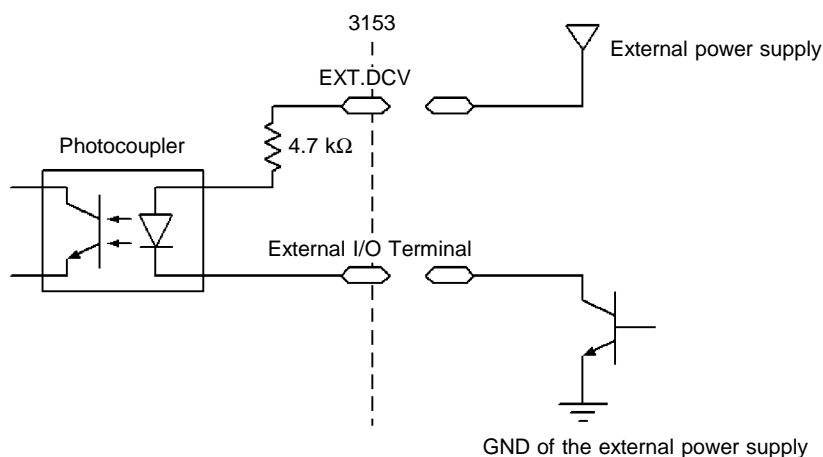 3153
External power supply
EXT.DCV
4.7 kΩ
Photocoupler
External I/O Terminal
GND of the external power supply